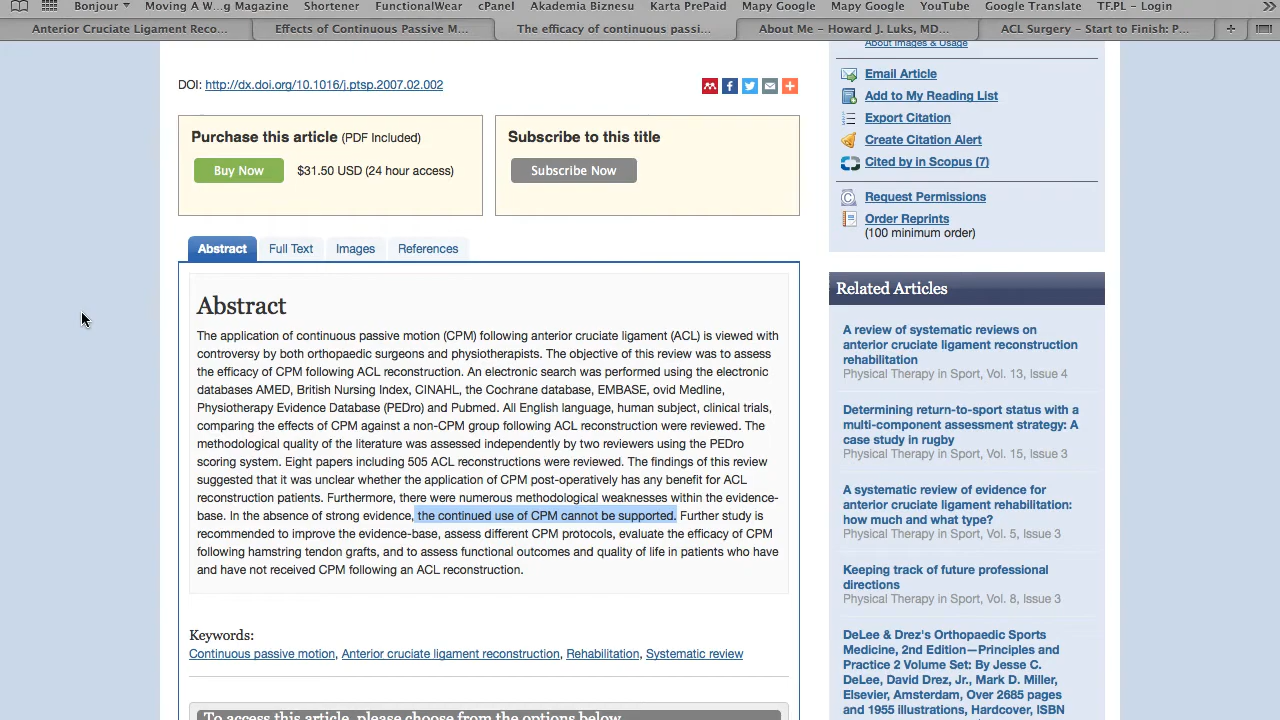 Bonjour
Moving A W...g Magazine
Shortener
FunctionalWear
cPanel
Akademia Biznesu
Karta PrePaid
Mapy Google
Mapy Google
YouTube
Google Translate
TF.PL - Login
Anterior Cruciate Ligament Reco...
Effects of Continuous Passive M...
The efficacy of continuous passi...
About Me - Howard J. Luks, MD...
ACL Surgery - Start to Finish: P...
DOI: http://dx.doi.org/10.1016/j.ptsp.2007.02.002
Purchase this article (PDF Included)
Buy Now $31.50 USD (24 hour access)
Subscribe to this title
Subscribe Now
Abstract
Full Text
Images
References
Abstract
The application of continuous passive motion (CPM) following anterior cruciate ligament (ACL) is viewed with
controversy by both orthopaedic surgeons and physiotherapists. The objective of this review was to assess
the efficacy of CPM following ACL reconstruction. An electronic search was performed using the electronic
databases AMED, British Nursing Index, CINAHL, the Cochrane database, EMBASE, ovid Medline,
Physiotherapy Evidence Database (PEDro) and Pubmed. All English language, human subject, clinical trials,
comparing the effects of CPM against a non-CPM group following ACL reconstruction were reviewed. The
methodological quality of the literature was assessed independently by two reviewers using the PEDro
scoring system. Eight papers including 505 ACL reconstructions were reviewed. The findings of this review
suggested that it was unclear whether the application of CPM post-operatively has any benefit for ACL
reconstruction patients. Furthermore, there were numerous methodological weaknesses within the evidence-
base. In the absence of strong evidence, the continued use of CPM cannot be supported. Further study is
recommended to improve the evidence-base, assess different CPM protocols, evaluate the efficacy of CPM
following hamstring tendon grafts, and to assess functional outcomes and quality of life in patients who have
and have not received CPM following an ACL reconstruction.
Keywords:
Continuous passive motion, Anterior cruciate ligament reconstruction, Rehabilitation, Systematic review
To access this article, please choose from the options below
About Images & Usage
Email Article
Add to My Reading List
Export Citation
Create Citation Alert
Cited by in Scopus (7)
Request Permissions
Order Reprints
(100 minimum order)
Related Articles
A review of systematic reviews on
anterior cruciate ligament reconstruction
rehabilitation
Physical Therapy in Sport, Vol. 13, Issue 4
Determining return-to-sport status with a
multi-component assessment strategy: A
case study in rugby
Physical Therapy in Sport, Vol. 15, Issue 3
A systematic review of evidence for
anterior cruciate ligament rehabilitation:
how much and what type?
Physical Therapy in Sport, Vol. 5, Issue 3
Keeping track of future professional
directions
Physical Therapy in Sport, Vol. 8, Issue 3
DeLee & Drez's Orthopaedic Sports
Medicine, 2nd Edition—Principles and
Practice 2 Volume Set: By Jesse C.
DeLee, David Drez, Jr., Mark D. Miller,
Elsevier, Amsterdam, Over 2685 pages
and 1955 illustrations, Hardcover, ISBN